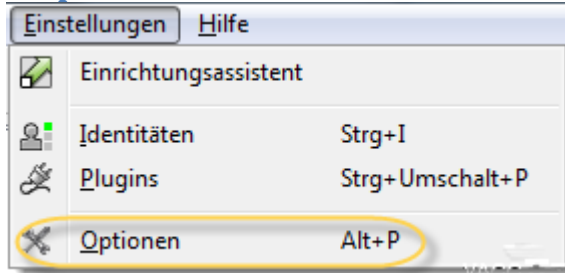 Einstellungen Hilfe
Einrichtungsassistent
Identitäten Strg+I
Plugins Strg+Umschalt+P
Optionen Alt+P